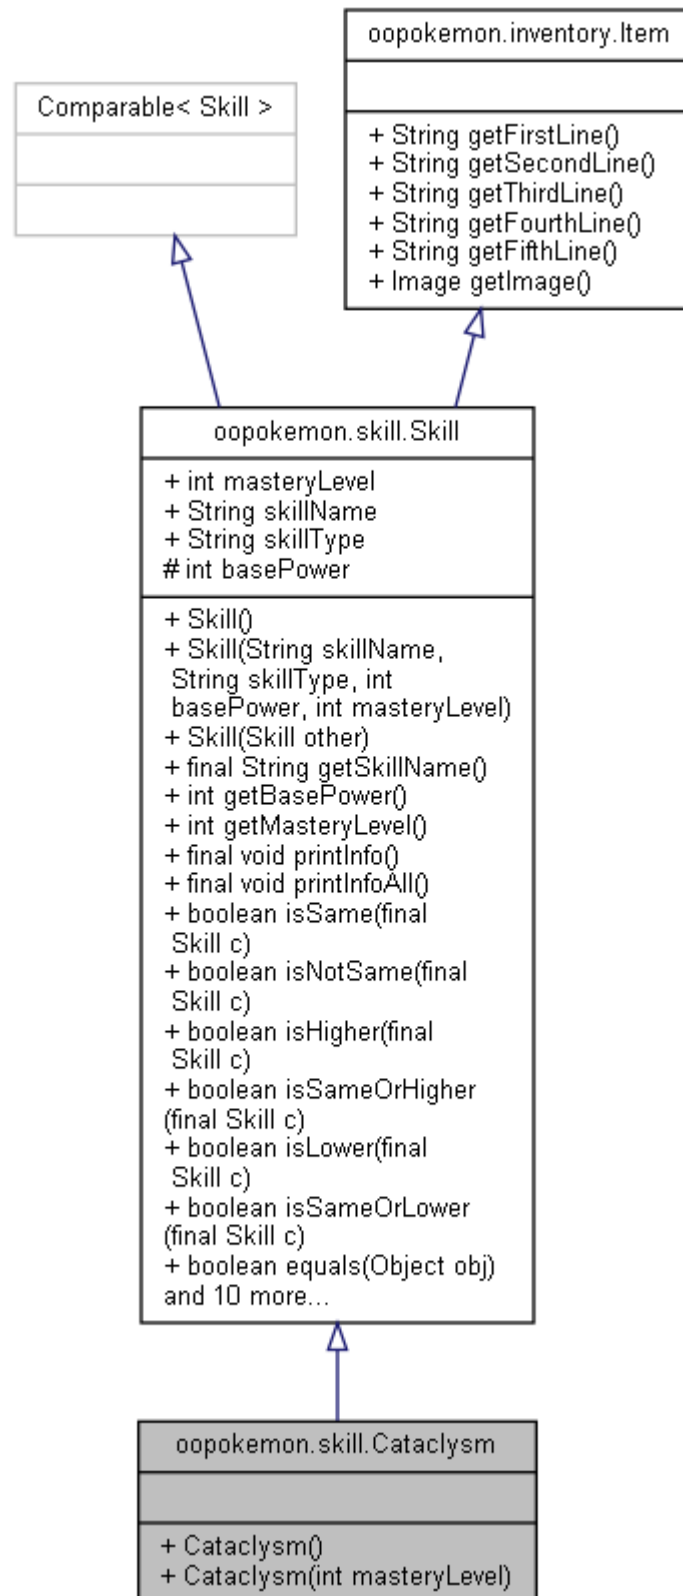 oopokemon.inventory.Item
+ String getFirstLine()
+ String getSecondLine()
+ String getThirdLine()
+ String getFourthLine()
+ String getFifthLine()
+ Image getImage()
Comparable< Skill >
oopokemon.skill.Skill
+ int masteryLevel
+ String skillName
+ String skillType
# int basePower
+ Skill()
+ Skill(String skillName,
String skillType, int
basePower, int masteryLevel)
+ Skill(Skill other)
+ final String getSkillName()
+ int getBasePower()
+ int getMasteryLevel()
+ final void printInfo()
+ final void printInfoAll()
+ boolean isSame(final
Skill c)
+ boolean isNotSame(final
Skill c)
+ boolean isHigher(final
Skill c)
+ boolean isSameOrHigher
(final Skill c)
+ boolean isLower(final
Skill c)
+ boolean isSameOrLower
(final Skill c)
+ boolean equals(Object obj)
and 10 more...
oopokemon.skill.Cataclysm
+ Cataclysm()
+ Cataclysm(int masteryLevel)